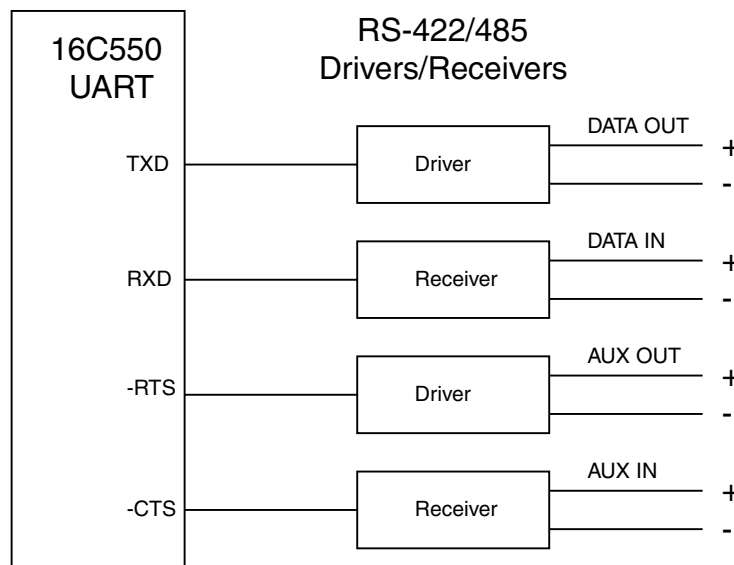 16C550
UART
RS-422/485
Drivers/Receivers
TXD
Driver
DATA OUT
+
-
RXD
Receiver
DATA IN
+
-
-RTS
Driver
AUX OUT
+
-
-CTS
Receiver
AUX IN
+
-